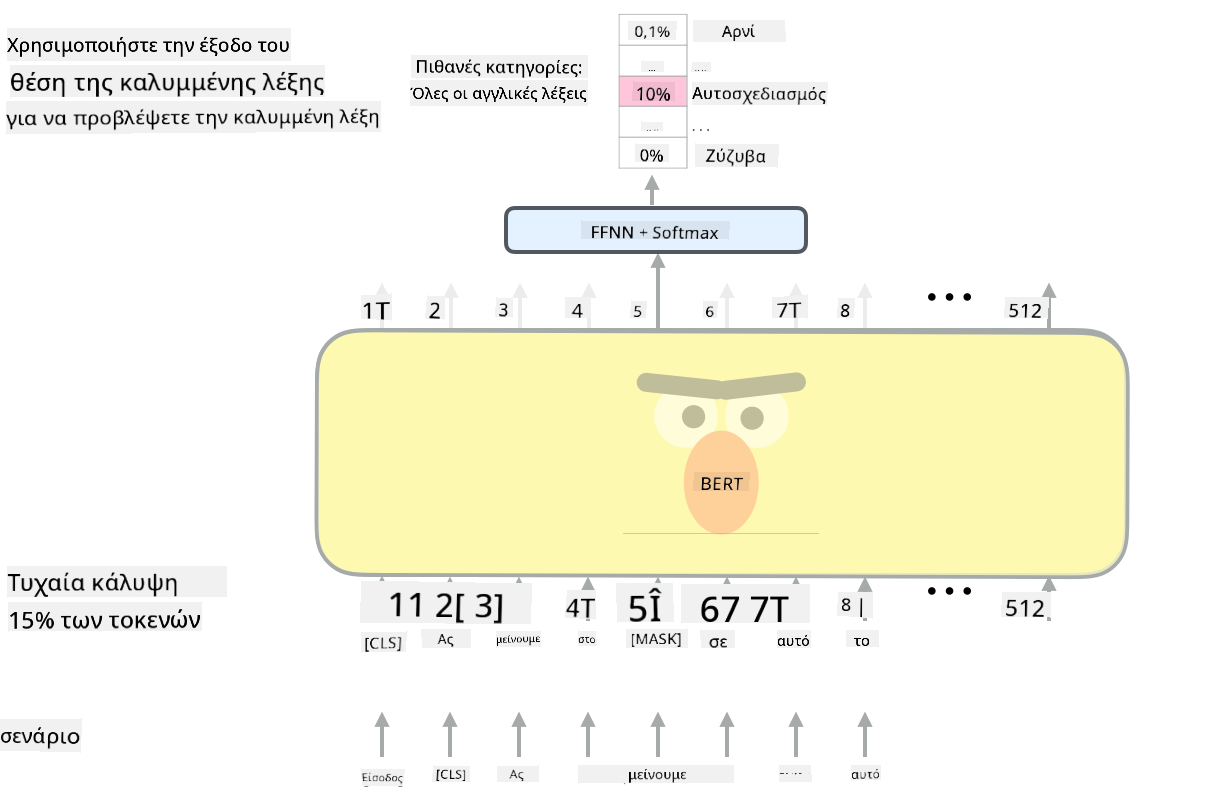 Χρησιμοποιήστε την έξοδο του
θέση της καλυμμένης λέξης
για να προβλέψετε την καλυμμένη λέξη
Πιθανές κατηγορίες:
Όλες οι αγγλικές λέξεις
0,1% Αρνί
... ....
10% Αυτοσχεδιασμός
.... ...
0% Ζύζυβα
FFNN + Softmax
1T 2 3 4 5 6 7T 8 ••• 512
BERT
Τυχαία κάλυψη
15% των τοκενών
11 2[ 3] 4T 5Î 67 7T 8 | ••• 512
[CLS] Ας μείνουμε στο [MASK] σε αυτό το
σενάριο
Είσοδος [CLS] Ας μείνουμε αυτό